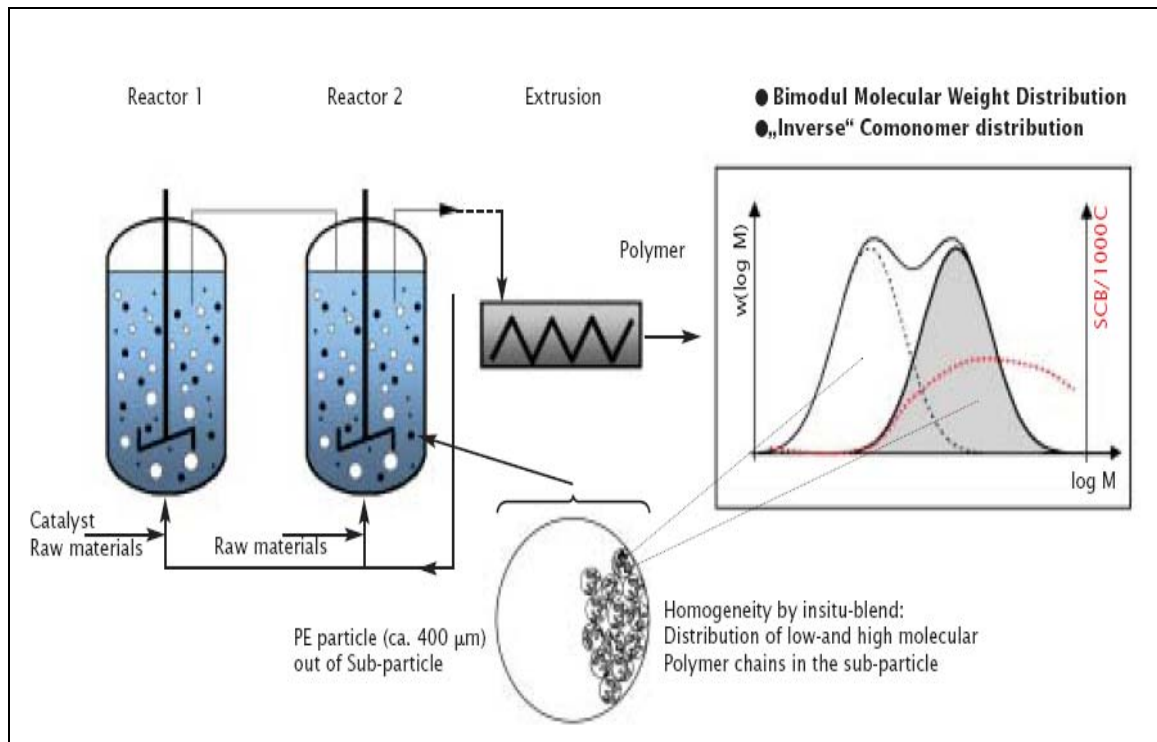 Reactor 1
Reactor 2
Extrusion
● Bimodul Molecular Weight Distribution
●„Inverse“ Comonomer distribution
Polymer
w(log M)
SCB/1000C
log M
Catalyst
Raw materials
Raw materials
PE particle (ca. 400 µm)
out of Sub-particle
Homogeneity by insitu-blend:
Distribution of low-and high molecular
Polymer chains in the sub-particle